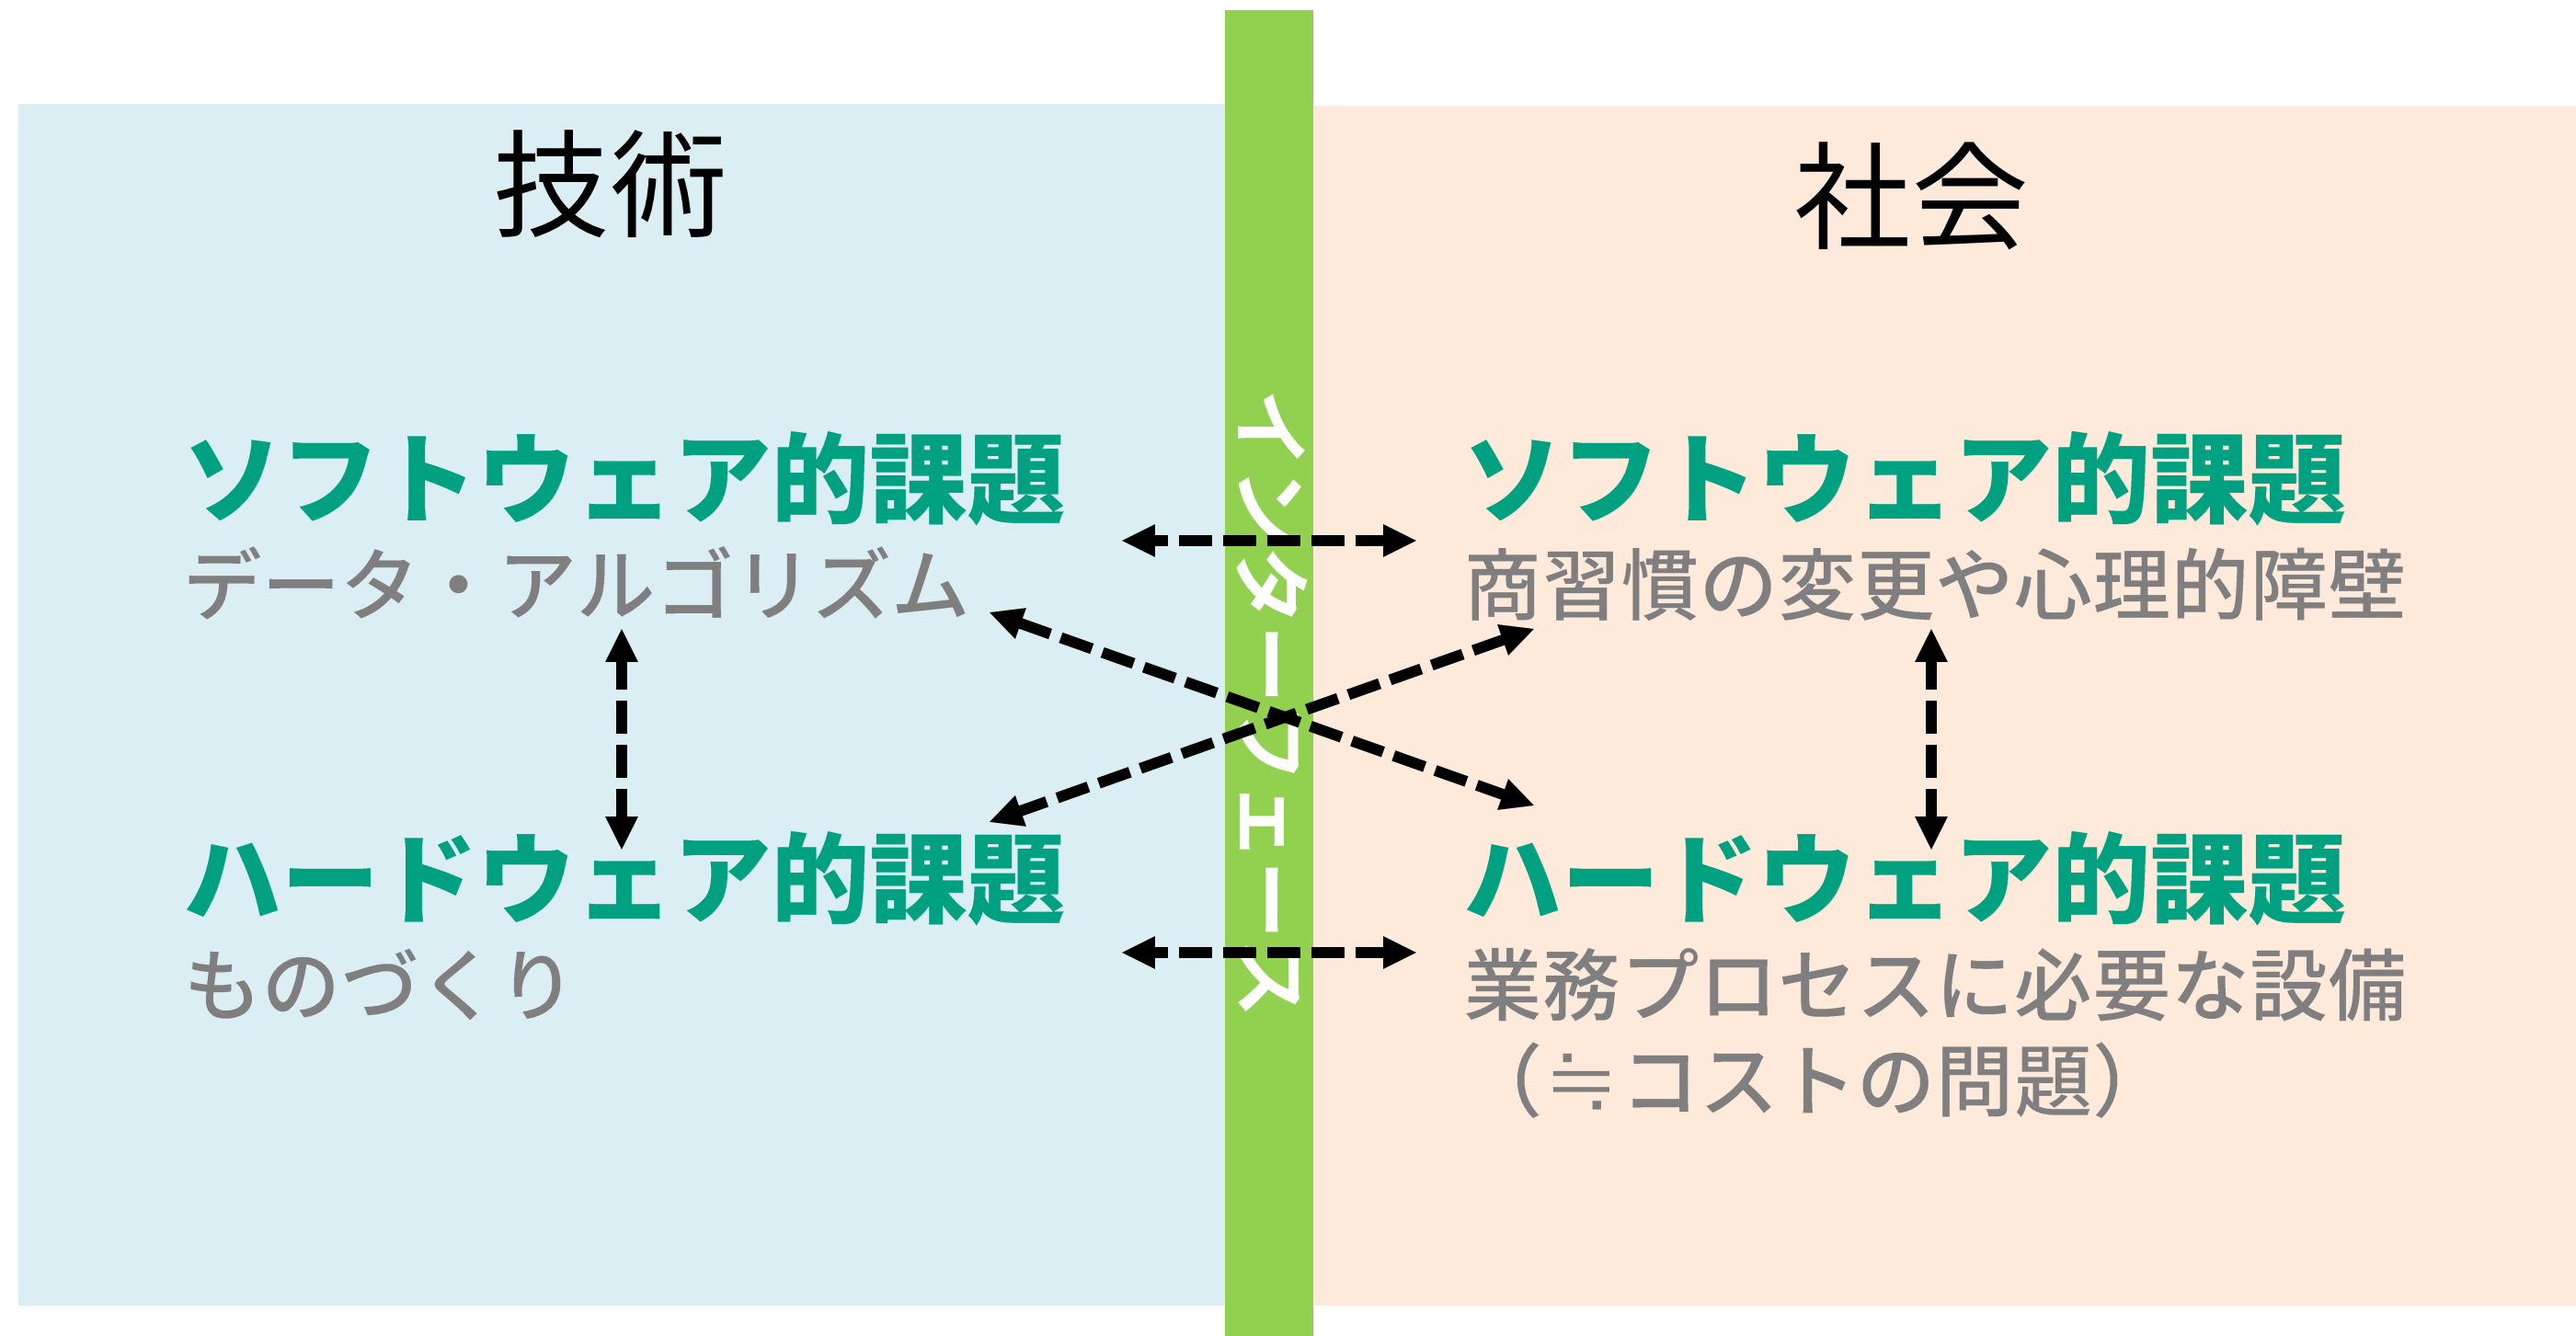 技術
ソフトウェア的課題
データ・アルゴリズム
ハードウェア的課題
ものづくり
インターフェース
社会
ソフトウェア的課題
商習慣の変更や心理的障壁
ハードウェア的課題
業務プロセスに必要な設備
（≒コストの問題）